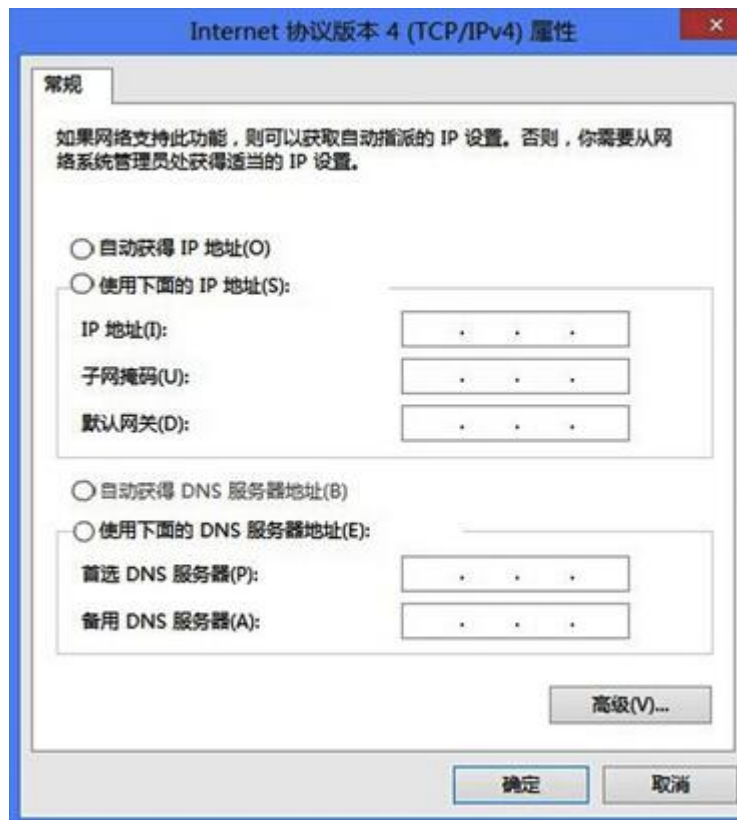 Internet 协议版本 4 (TCP/IPv4) 属性
常规
如果网络支持此功能，则可以获取自动指派的 IP 设置。否则，你需要从网
络系统管理员处获得适当的 IP 设置。
自动获得 IP 地址(O)
使用下面的 IP 地址(S):
IP 地址(I):
子网掩码(U):
默认网关(D):
自动获得 DNS 服务器地址(B)
使用下面的 DNS 服务器地址(E):
首选 DNS 服务器(P):
备用 DNS 服务器(A):
高级(V)...
确定
取消